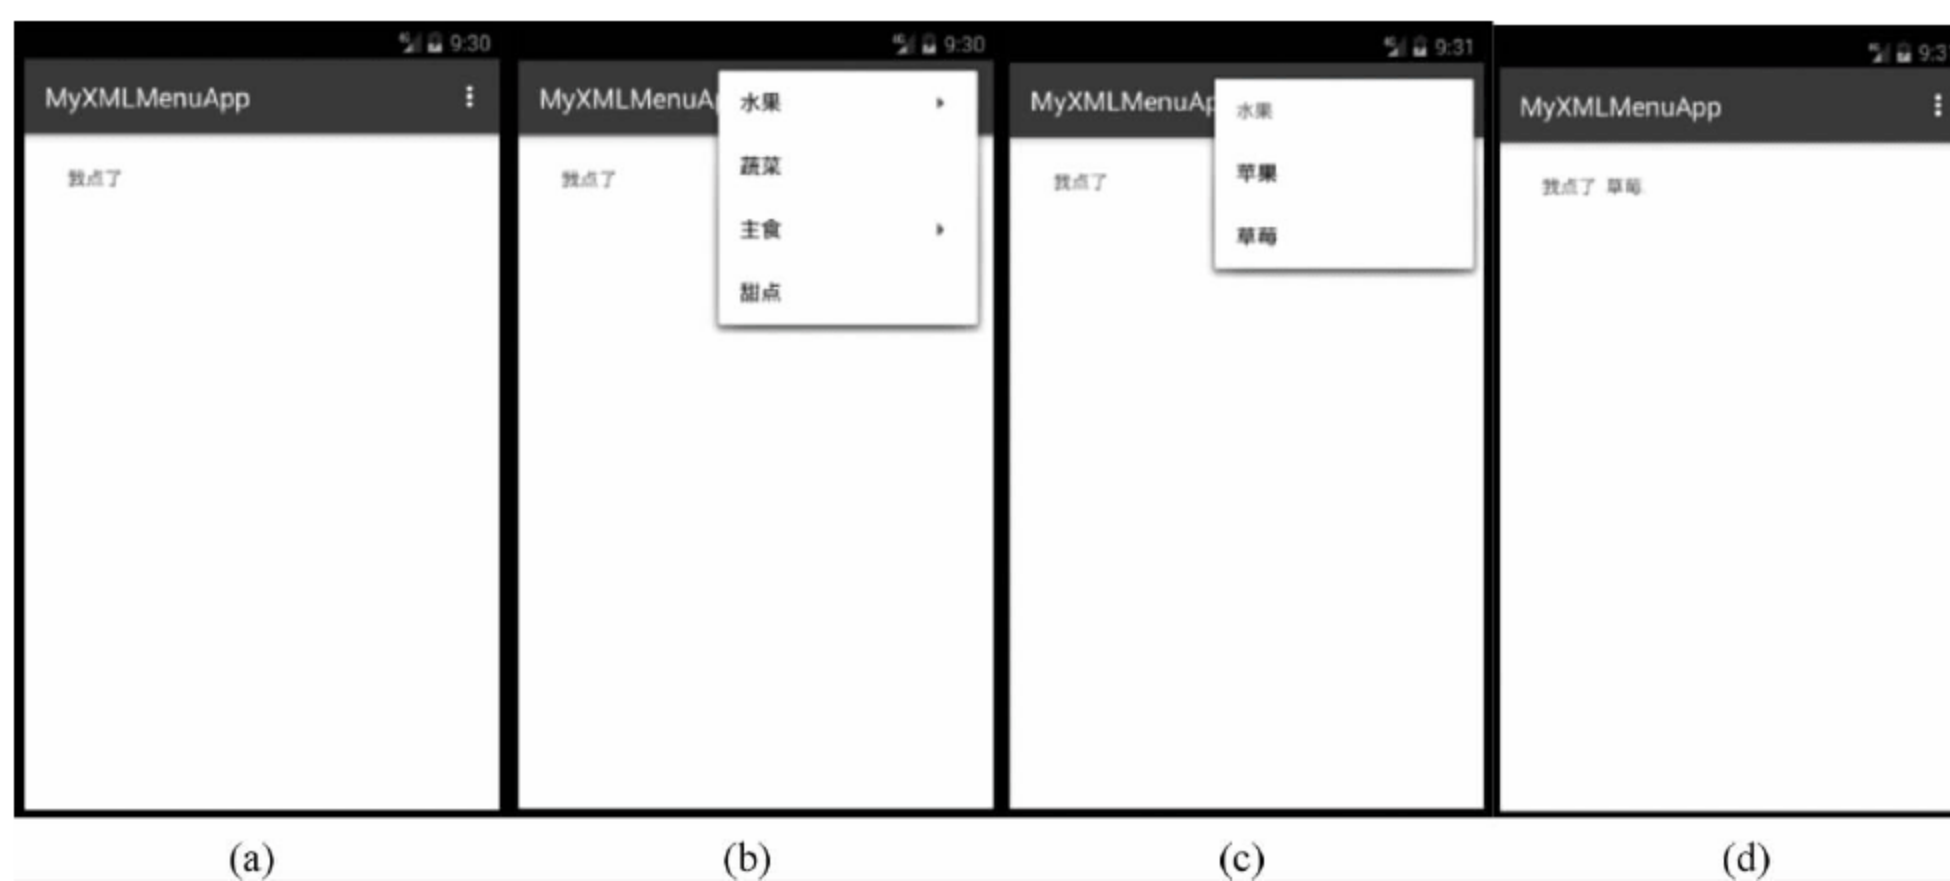 9:30
MyXMLMenuApp
我点了
(a)
9:30
MyXMLMenuA
水果
蔬菜
主食
甜点
我点了
(b)
9:31
MyXMLMenuAp
水果
苹果
草莓
我点了
(c)
9:3
MyXMLMenuApp
我点了 草莓
(d)